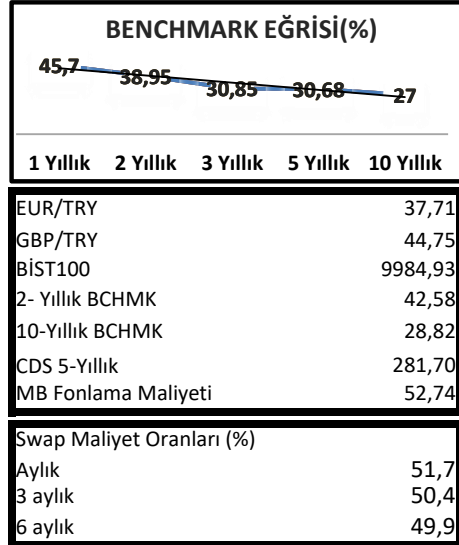 BENCHMARK EĞRİSİ(%)
45,7 38,95 30,85 30,68 27
1 Yıllık 2 Yıllık 3 Yıllık 5 Yıllık 10 Yıllık
EUR/TRY 37,71
GBP/TRY 44,75
BİST100 9984,93
2- Yıllık BCHMK 42,58
10-Yıllık BCHMK 28,82
CDS 5-Yıllık 281,70
MB Fonlama Maliyeti 52,74
Swap Maliyet Oranları (%)
Aylık 51,7
3 aylık 50,4
6 aylık 49,9